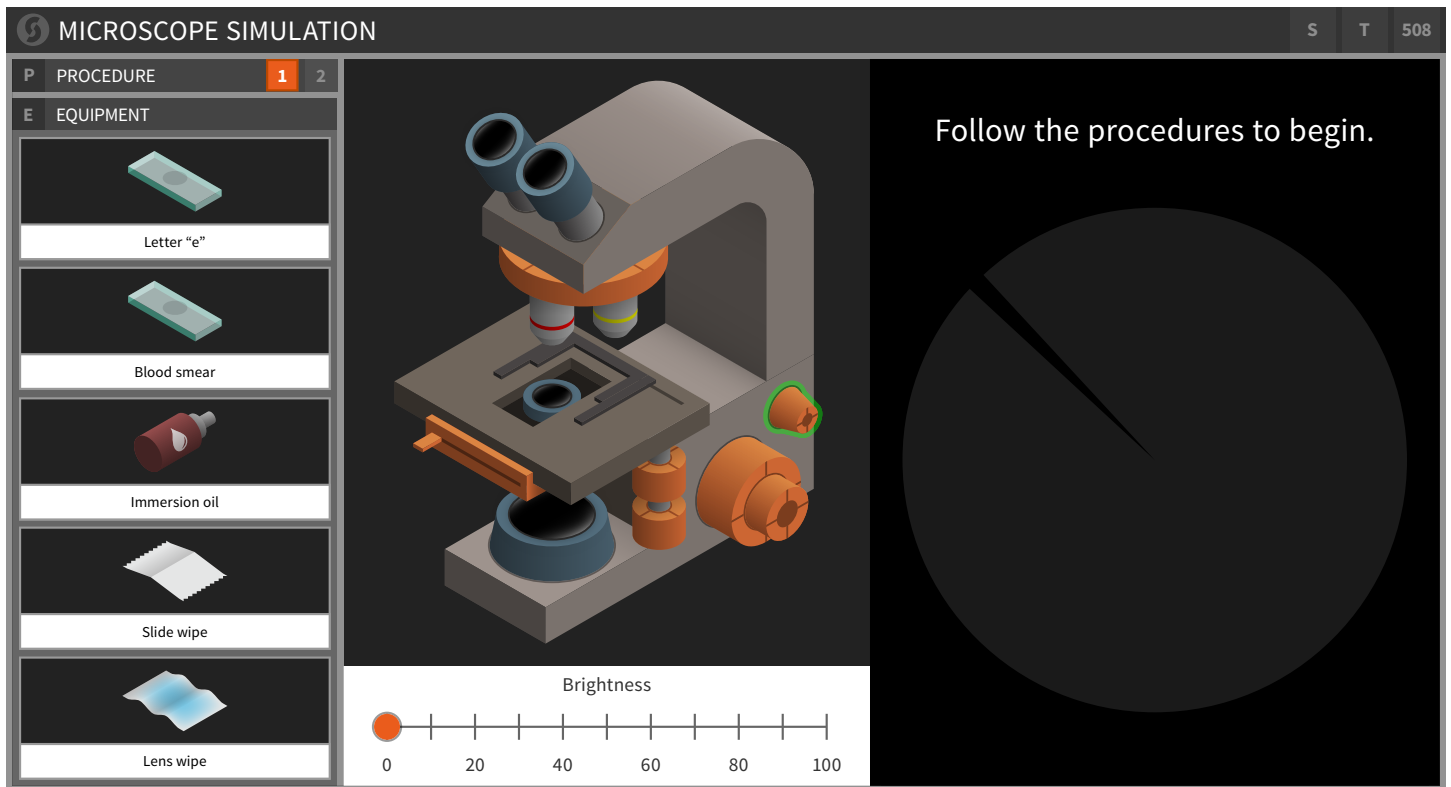 MICROSCOPE SIMULATION
S T 508
P PROCEDURE 1 2
E EQUIPMENT
Letter “e”
Blood smear
Immersion oil
Slide wipe
Lens wipe
Follow the procedures to begin.
Brightness
0 20 40 60 80 100